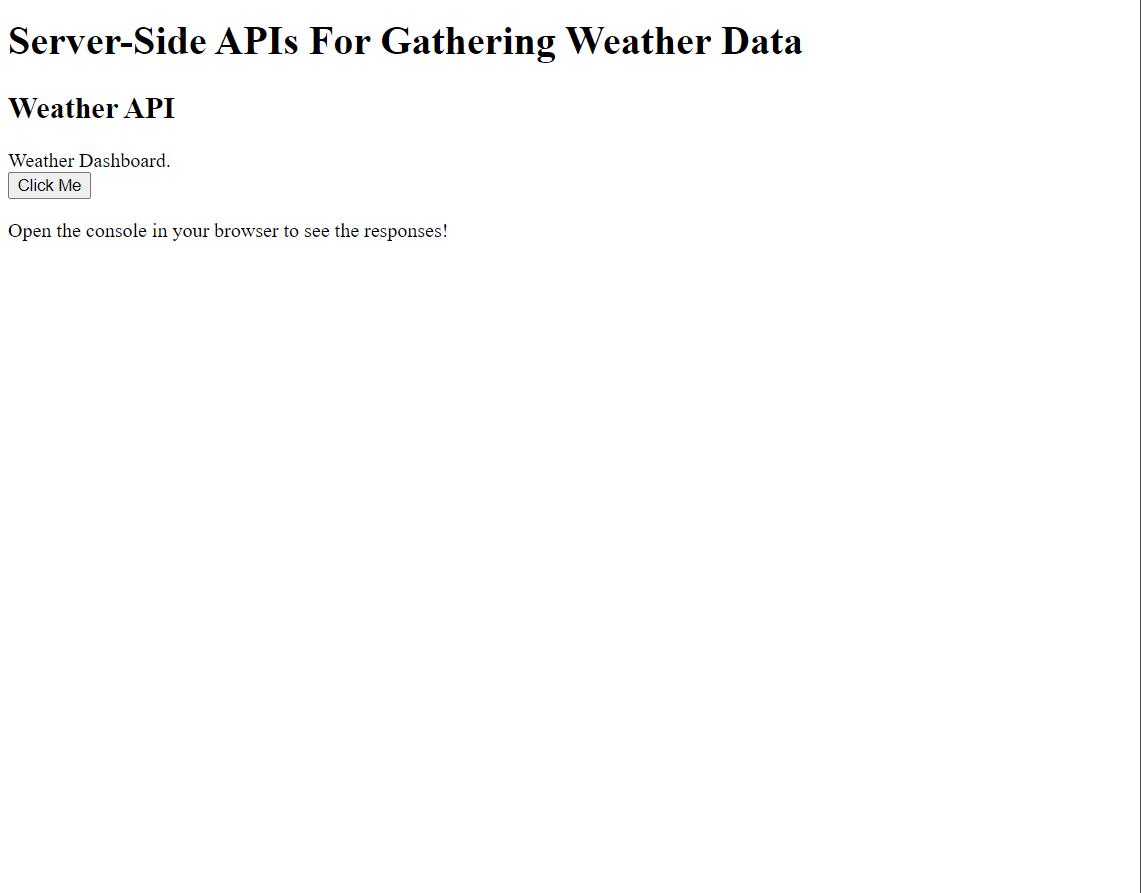 Server-Side APIs For Gathering Weather Data
Weather API
Weather Dashboard.
Click Me
Open the console in your browser to see the responses!